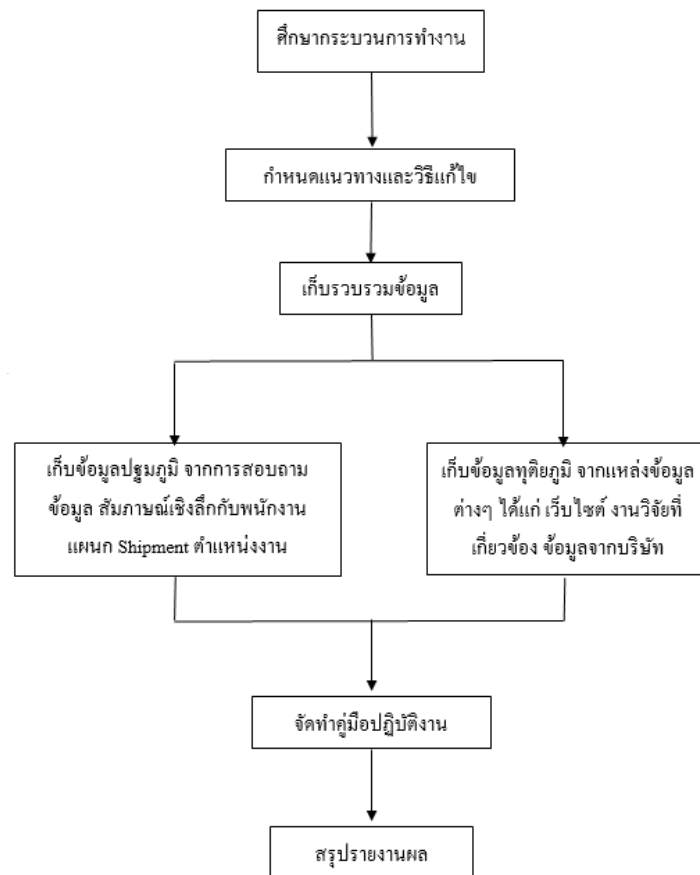 ศึกษากระบวนการทำงาน
กำหนดแนวทางและวิธีแก้ไข
เก็บรวบรวมข้อมูล
เก็บข้อมูลปฐมภูมิ จากการสอบถาม
ข้อมูล สัมภาษณ์เชิงลึกกับพนักงาน
แผนก Shipment ตำแหน่งงาน
เก็บข้อมูลทุติยภูมิ จากแหล่งข้อมูล
ต่างๆ ได้แก่ เว็บไซต์ งานวิจัยที่
เกี่ยวข้อง ข้อมูลจากบริษัท
จัดทำคู่มือปฏิบัติงาน
สรุปรายงานผล